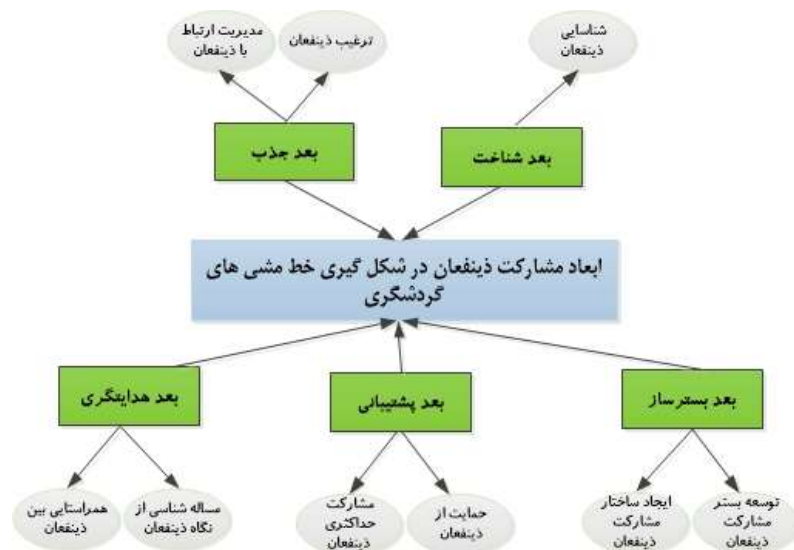 شناسایی
ذینفعان
ترغیب ذینفعان
مدیریت ارتباط
با ذینفعان
بعد شناخت
بعد جذب
ابعاد مشارکت ذینفعان در شکل گیری خط مشی های
گردشگری
بعد بسترساز
بعد پشتیبانی
بعد هدایتگری
توسعه بستر
مشارکت
ذینفعان
ایجاد ساختار
مشارکت
ذینفعان
حمایت از
ذینفعان
مشارکت
حداکثری
ذینفعان
مساله شناسی از
نگاه ذینفعان
همراستایی بین
ذینفعان